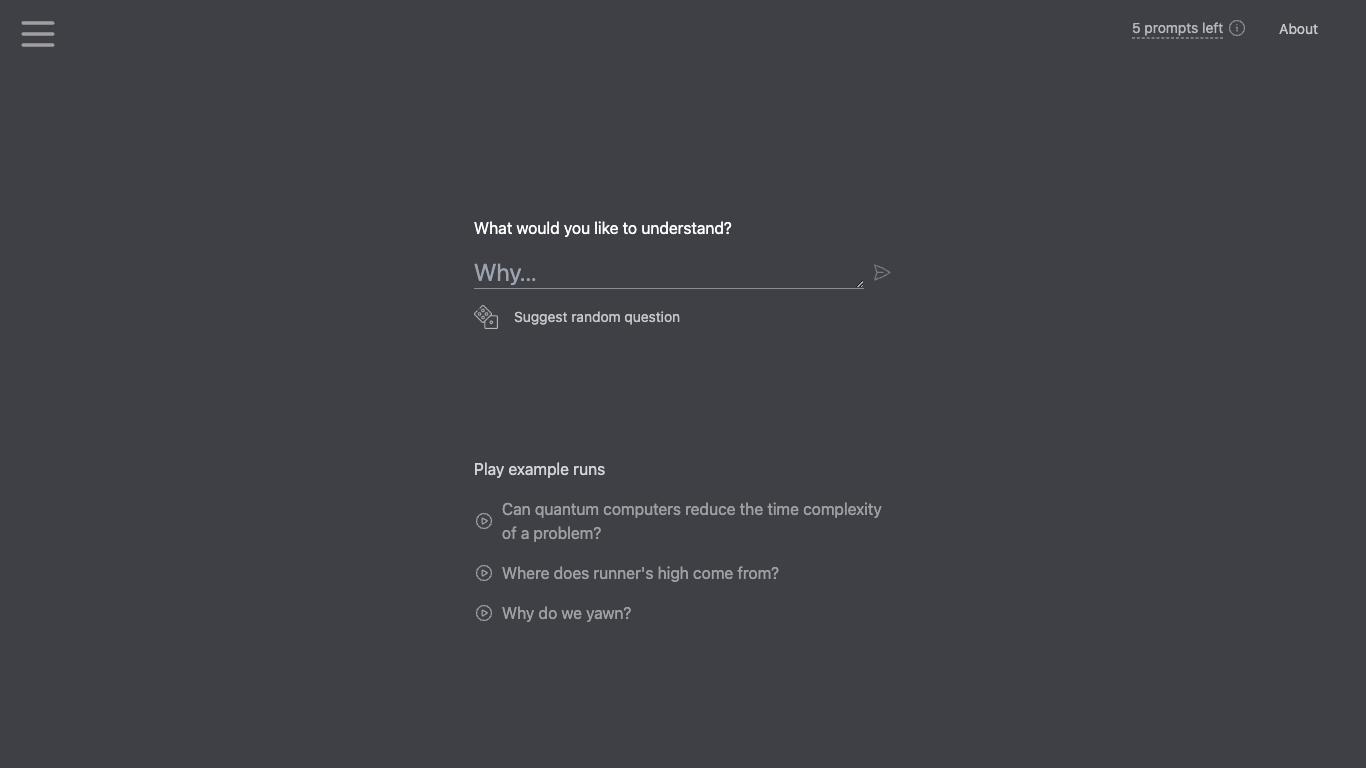 5 prompts left
About
What would you like to understand?
Why...
Suggest random question
Play example runs
Can quantum computers reduce the time complexity
of a problem?
Where does runner's high come from?
Why do we yawn?